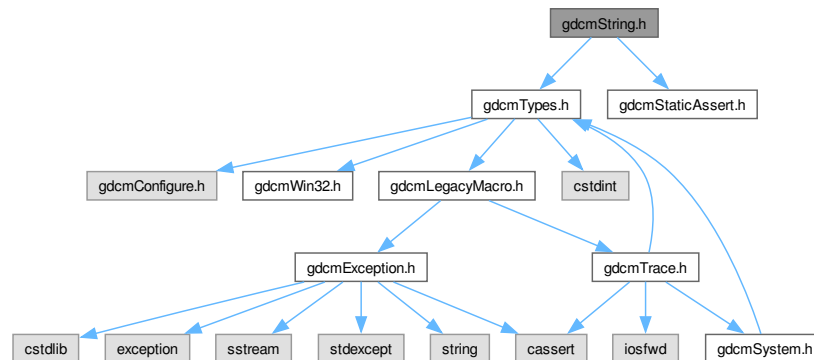 gdcmString.h
gdcmTypes.h
gdcmStaticAssert.h
gdcmConfigure.h
gdcmWin32.h
gdcmLegacyMacro.h
cstdint
gdcmException.h
gdcmTrace.h
cstdlib
exception
sstream
stdexcept
string
cassert
iosfwd
gdcmSystem.h